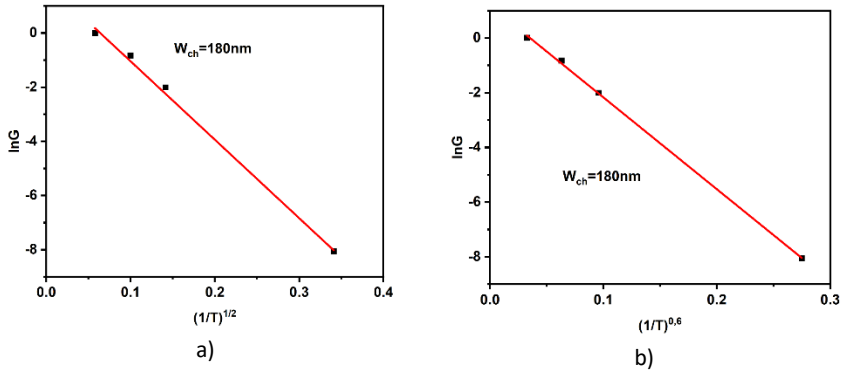 0
-2
-4
-6
-8
lnG
W_ch=180nm
0.0
0.1
0.2
0.3
0.4
(1/T)^1/2
a)
0
-2
-4
-6
-8
lnG
W_ch=180nm
0.0
0.1
0.2
0.3
(1/T)^0,6
b)